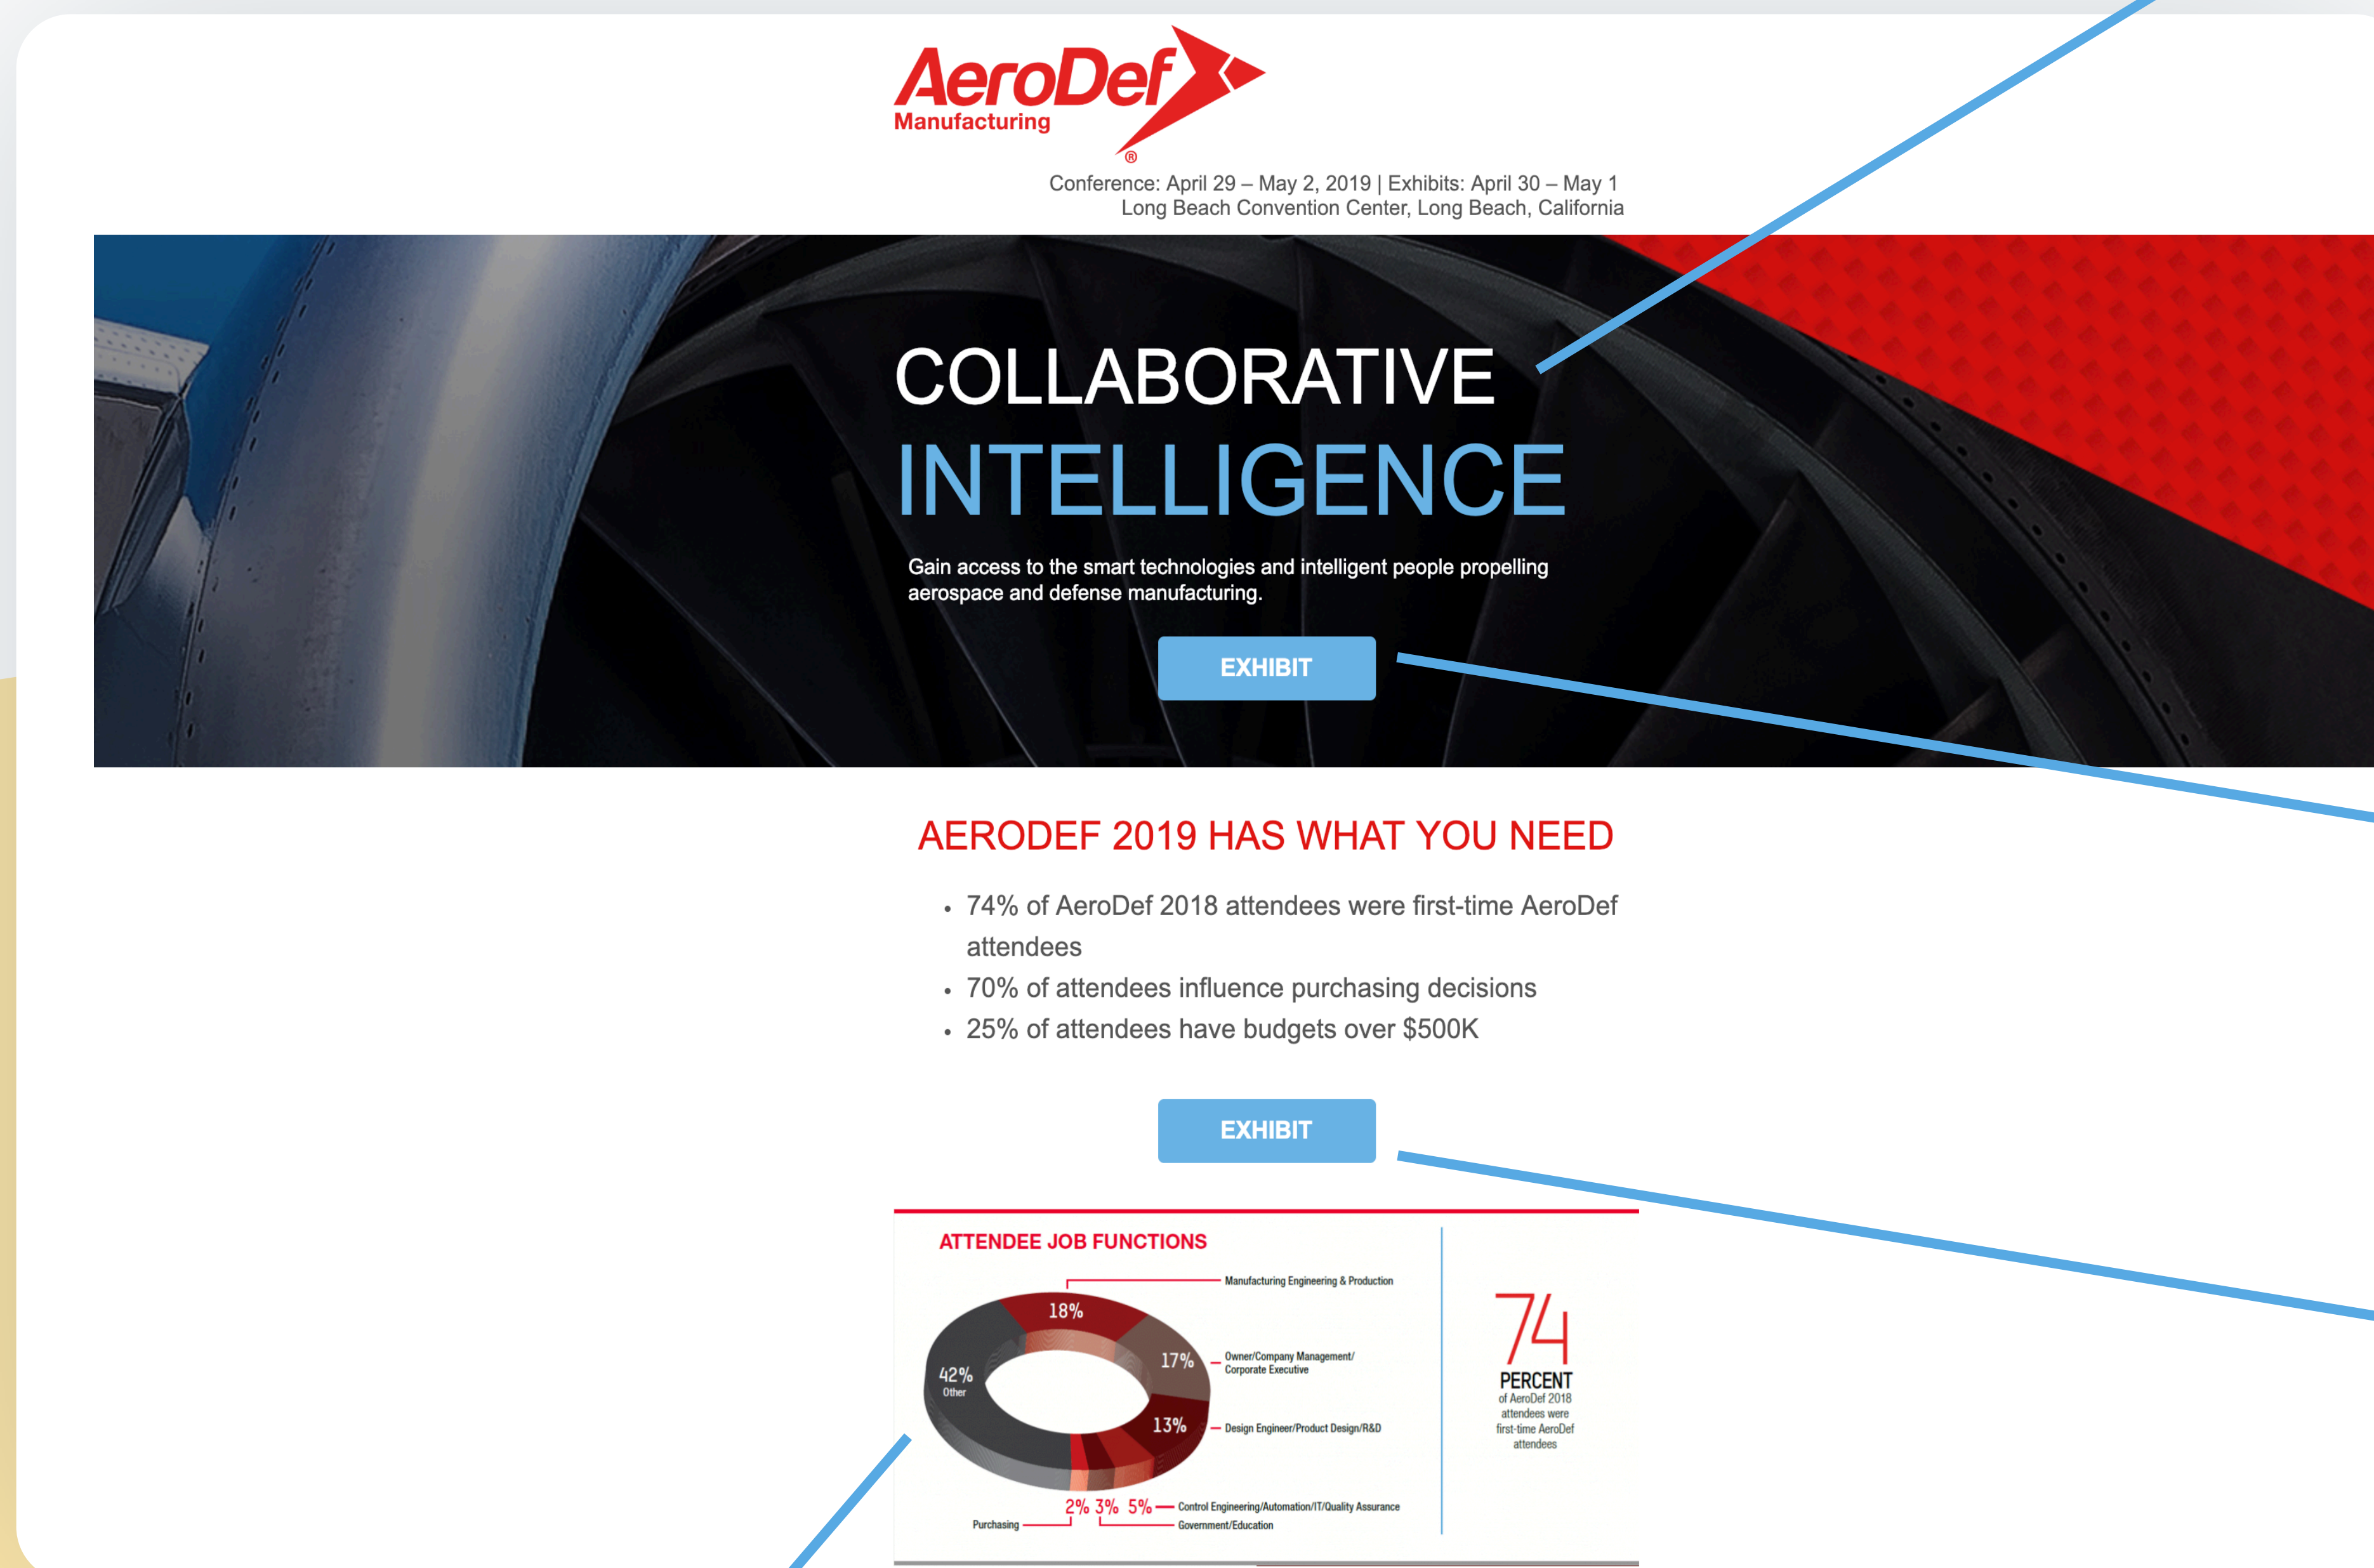 AeroDef
Manufacturing
®
Conference: April 29 – May 2, 2019 | Exhibits: April 30 – May 1
Long Beach Convention Center, Long Beach, California
COLLABORATIVE
INTELLIGENCE
Gain access to the smart technologies and intelligent people propelling
aerospace and defense manufacturing.
EXHIBIT
AERODEF 2019 HAS WHAT YOU NEED
• 74% of AeroDef 2018 attendees were first-time AeroDef
attendees
• 70% of attendees influence purchasing decisions
• 25% of attendees have budgets over $500K
EXHIBIT
ATTENDEE JOB FUNCTIONS
Manufacturing Engineering & Production
18%
17%
Owner/Company Management/
Corporate Executive
42%
Other
13%
Design Engineer/Product Design/R&D
2% 3% 5%
Control Engineering/Automation/IT/Quality Assurance
Purchasing
Government/Education
74
PERCENT
of AeroDef 2018
attendees were
first-time AeroDef
attendees